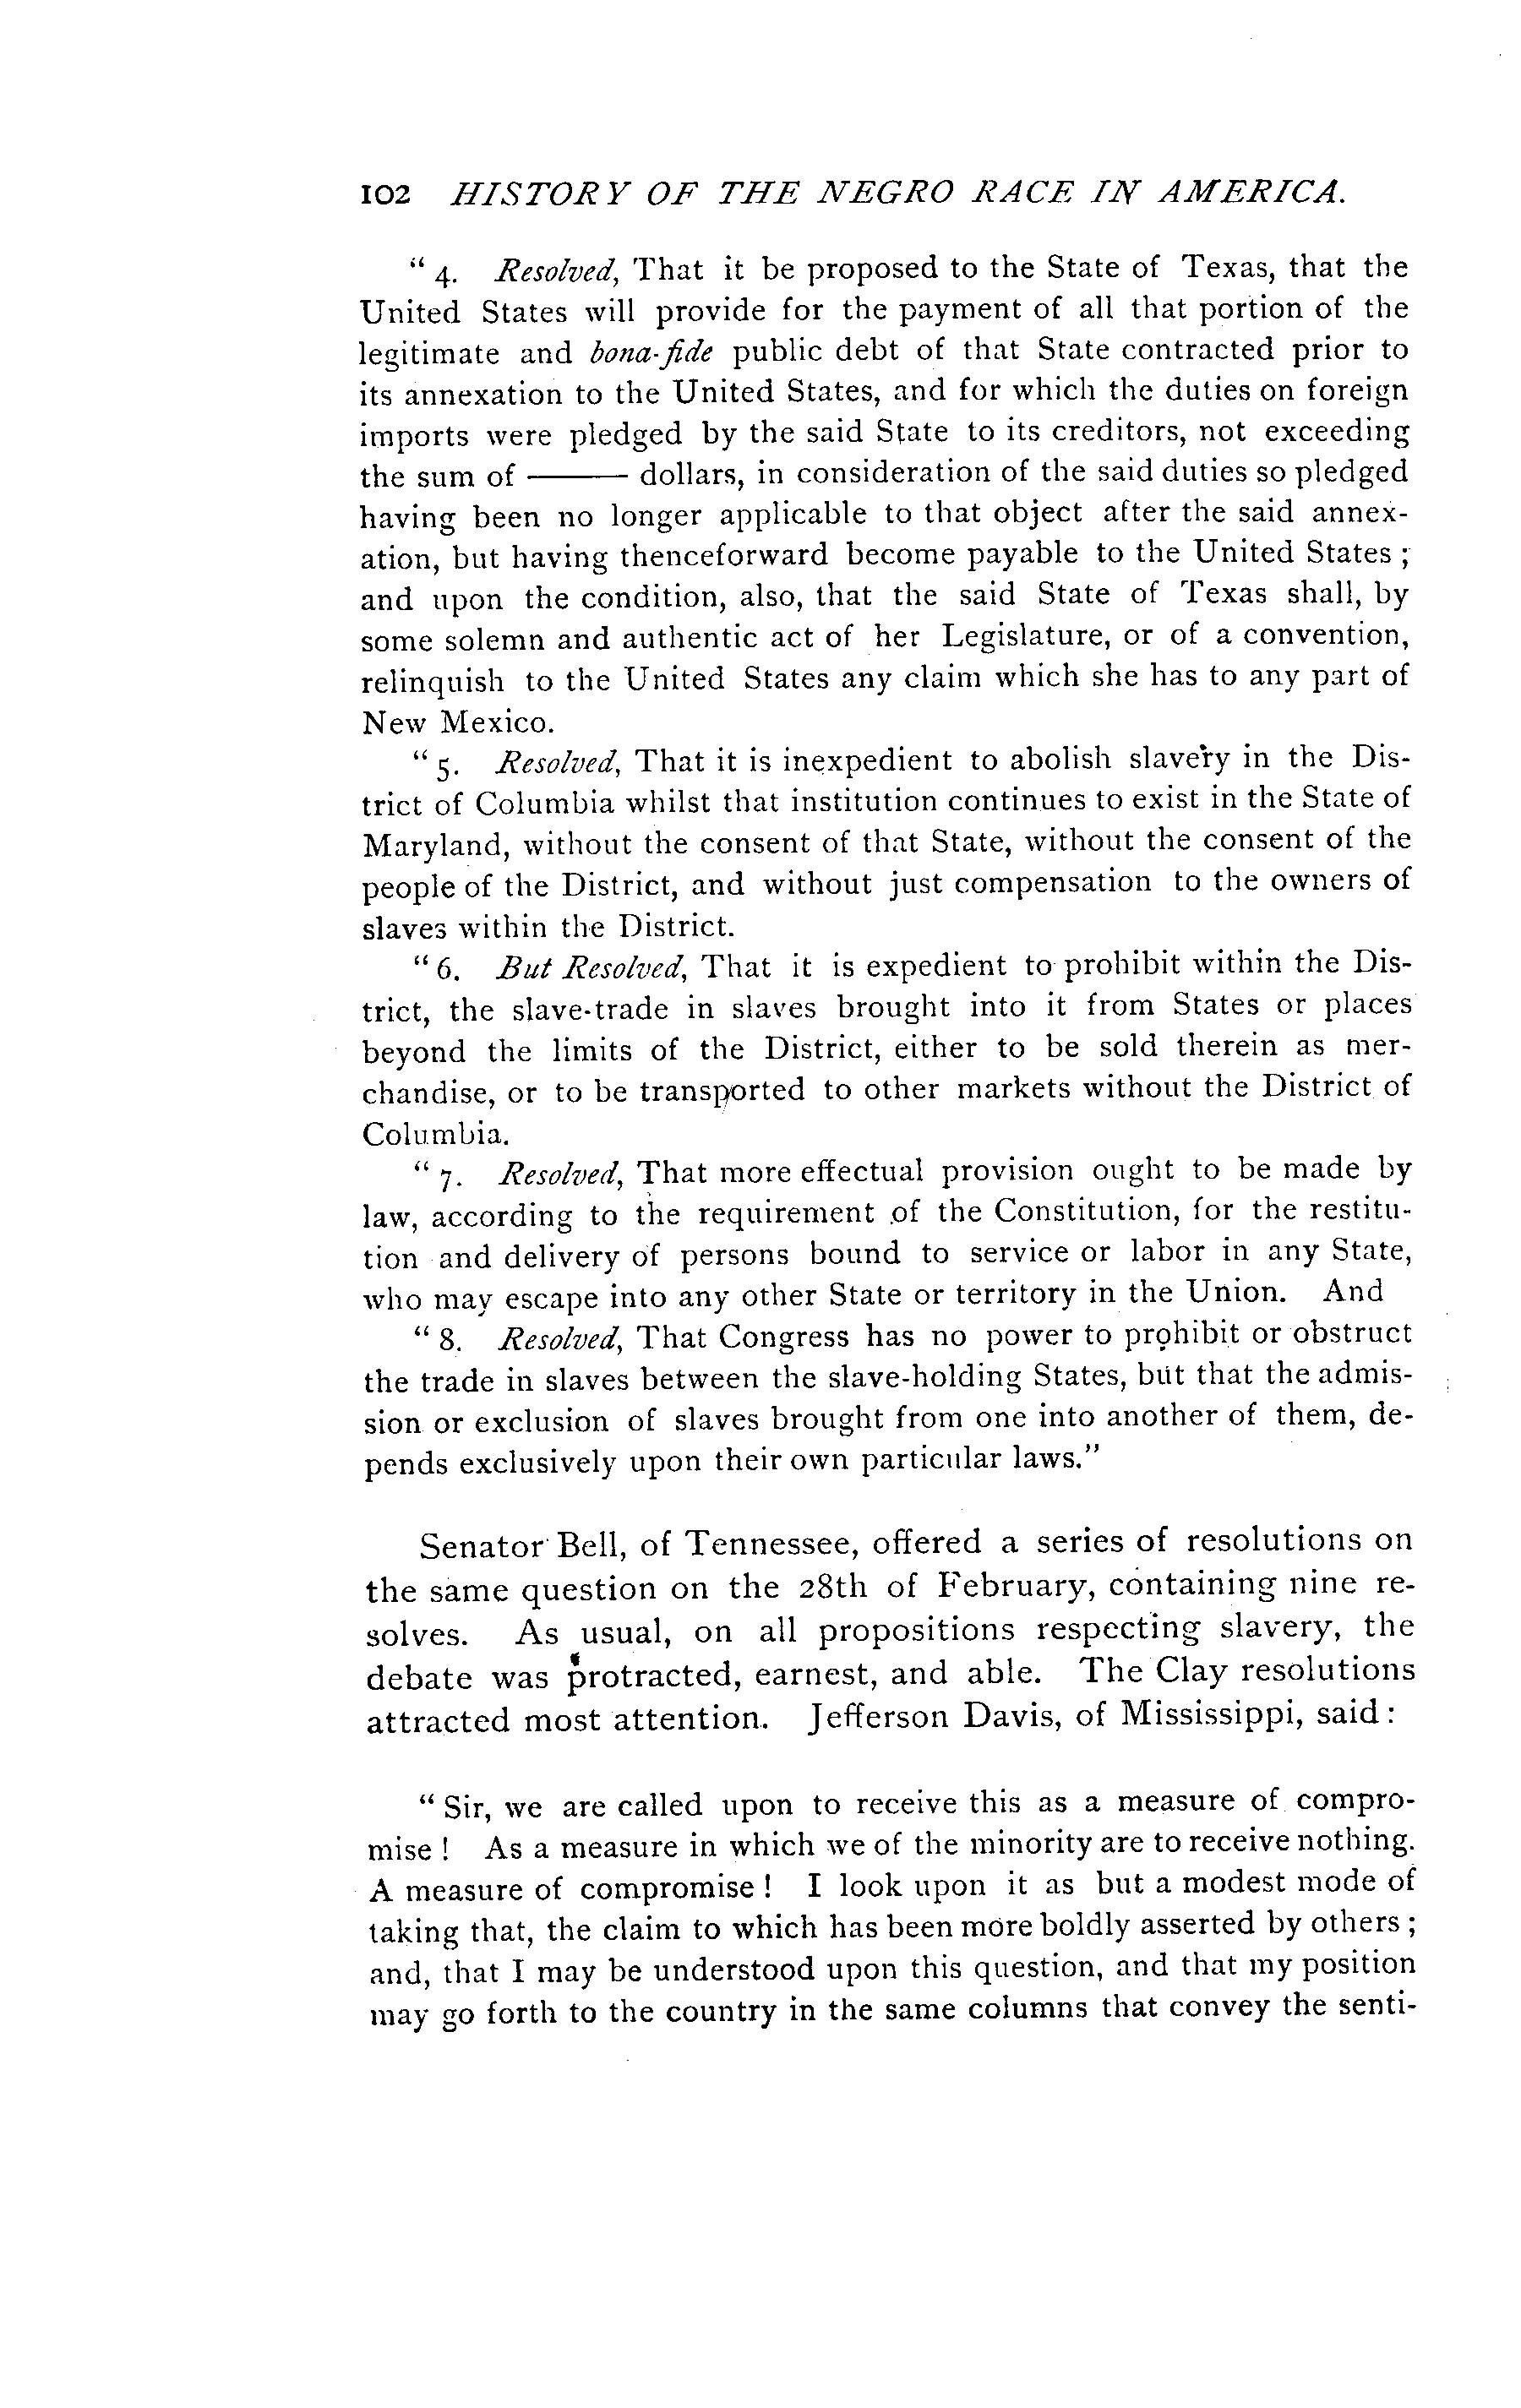 102 HISTORY OF THE NEGRO RACE IN AMERICA.
“ 4. Resolved, That it be proposed to the State of Texas, that the
United States will provide for the payment of all that portion of the
legitimate and bona-fide public debt of that State contracted prior to
its annexation to the United States, and for which the duties on foreign
imports were pledged by the said State to its creditors, not exceeding
the sum of ——— dollars, in consideration of the said duties so pledged
having been no longer applicable to that object after the said annex-
ation, but having thenceforward become payable to the United States ;
and upon the condition, also, that the said State of Texas shall, by
some solemn and authentic act of her Legislature, or of a convention,
relinquish to the United States any claim which she has to any part of
New Mexico.
“ 5. Resolved, That it is inexpedient to abolish slavery in the Dis-
trict of Columbia whilst that institution continues to exist in the State of
Maryland, without the consent of that State, without the consent of the
people of the District, and without just compensation to the owners of
slaves within the District.
“ 6. But Resolved, That it is expedient to prohibit within the Dis-
trict, the slave-trade in slaves brought into it from States or places
beyond the limits of the District, either to be sold therein as mer-
chandise, or to be transported to other markets without the District of
Columbia.
“ 7. Resolved, That more effectual provision ought to be made by
law, according to the requirement of the Constitution, for the restitu-
tion and delivery of persons bound to service or labor in any State,
who may escape into any other State or territory in the Union. And
“ 8. Resolved, That Congress has no power to prohibit or obstruct
the trade in slaves between the slave-holding States, but that the admis-
sion or exclusion of slaves brought from one into another of them, de-
pends exclusively upon their own particular laws.”
Senator Bell, of Tennessee, offered a series of resolutions on
the same question on the 28th of February, containing nine re-
solves. As usual, on all propositions respecting slavery, the
debate was protracted, earnest, and able. The Clay resolutions
attracted most attention. Jefferson Davis, of Mississippi, said :
“ Sir, we are called upon to receive this as a measure of compro-
mise ! As a measure in which we of the minority are to receive nothing.
A measure of compromise ! I look upon it as but a modest mode of
taking that, the claim to which has been more boldly asserted by others ;
and, that I may be understood upon this question, and that my position
may go forth to the country in the same columns that convey the senti-